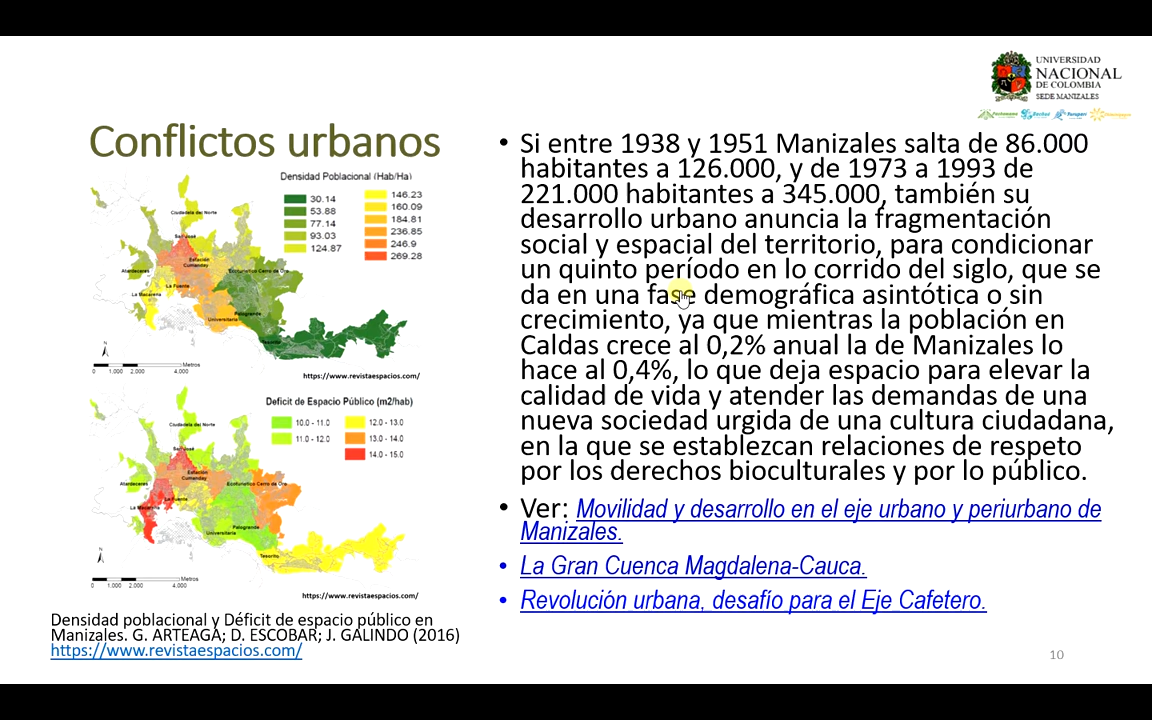 UNIVERSIDAD
NACIONAL
DE COLOMBIA
SEDE MANIZALES
Conflictos urbanos
Densidad Poblacional (Hab/Ha)
30.14
53.88
77.14
93.03
124.87
146.23
160.09
184.81
236.85
246.9
269.28
Ciudadela del Norte
San José
Estación
Cumanday
Atardeceres
Ecoturístico Cerro de Oro
La Fuente
La Macarena
Palogrande
Universitaria
Tesorito
N
Metros
0 1,000 2,000 4,000
https://www.revistaespacios.com/
Deficit de Espacio Público (m2/hab)
10.0 - 11.0
11.0 - 12.0
12.0 - 13.0
13.0 - 14.0
14.0 - 15.0
Ciudadela del Norte
San José
Estación
Cumanday
Atardeceres
Ecoturístico Cerro de Oro
La Fuente
La Macarena
Palogrande
Universitaria
Tesorito
N
Metros
0 1,000 2,000 4,000
https://www.revistaespacios.com/
Densidad poblacional y Déficit de espacio público en
Manizales. G. ARTEAGA; D. ESCOBAR; J. GALINDO (2016)
https://www.revistaespacios.com/
• Si entre 1938 y 1951 Manizales salta de 86.000
habitantes a 126.000, y de 1973 a 1993 de
221.000 habitantes a 345.000, también su
desarrollo urbano anuncia la fragmentación
social y espacial del territorio, para condicionar
un quinto período en lo corrido del siglo, que se
da en una fase demográfica asintótica o sin
crecimiento, ya que mientras la población en
Caldas crece al 0,2% anual la de Manizales lo
hace al 0,4%, lo que deja espacio para elevar la
calidad de vida y atender las demandas de una
nueva sociedad urgida de una cultura ciudadana,
en la que se establezcan relaciones de respeto
por los derechos bioculturales y por lo público.
• Ver: Movilidad y desarrollo en el eje urbano y periurbano de
Manizales.
• La Gran Cuenca Magdalena-Cauca.
• Revolución urbana, desafío para el Eje Cafetero.
10